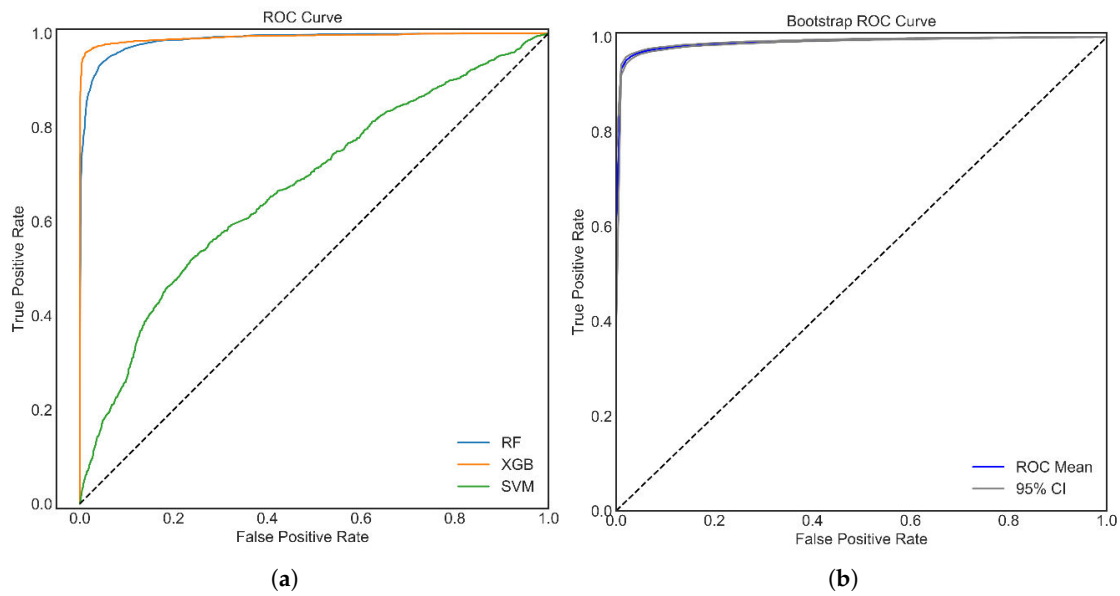 ROC Curve
1.0
0.8
0.6
0.4
0.2
0.0
True Positive Rate
RF
XGB
SVM
0.0 0.2 0.4 0.6 0.8 1.0
False Positive Rate
(a)
Bootstrap ROC Curve
1.0
0.8
0.6
0.4
0.2
0.0
True Positive Rate
ROC Mean
95% CI
0.0 0.2 0.4 0.6 0.8 1.0
False Positive Rate
(b)